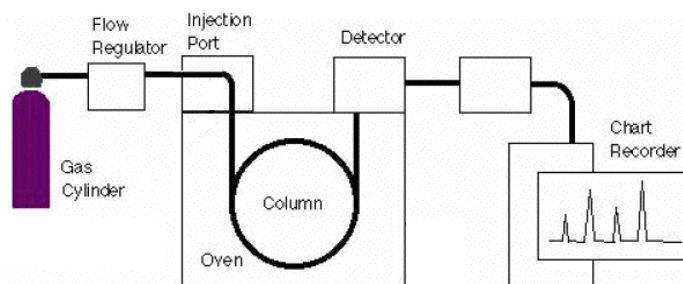 Flow
Regulator
Injection
Port
Detector
Gas
Cylinder
Column
Oven
Chart
Recorder